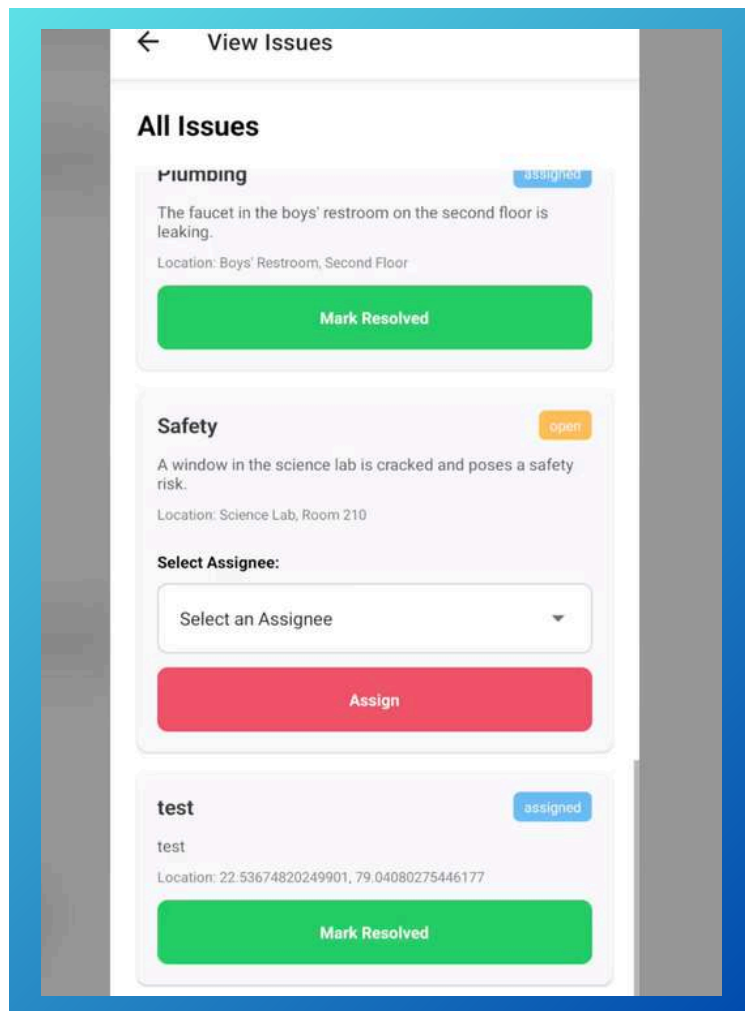 View Issues
All Issues
Plumbing
assigned
The faucet in the boys' restroom on the second floor is
leaking.
Location: Boys' Restroom, Second Floor
Mark Resolved
Safety
open
A window in the science lab is cracked and poses a safety
risk.
Location: Science Lab, Room 210
Select Assignee:
Select an Assignee
Assign
test
assigned
test
Location: 22.53674820249901, 79.04080275446177
Mark Resolved